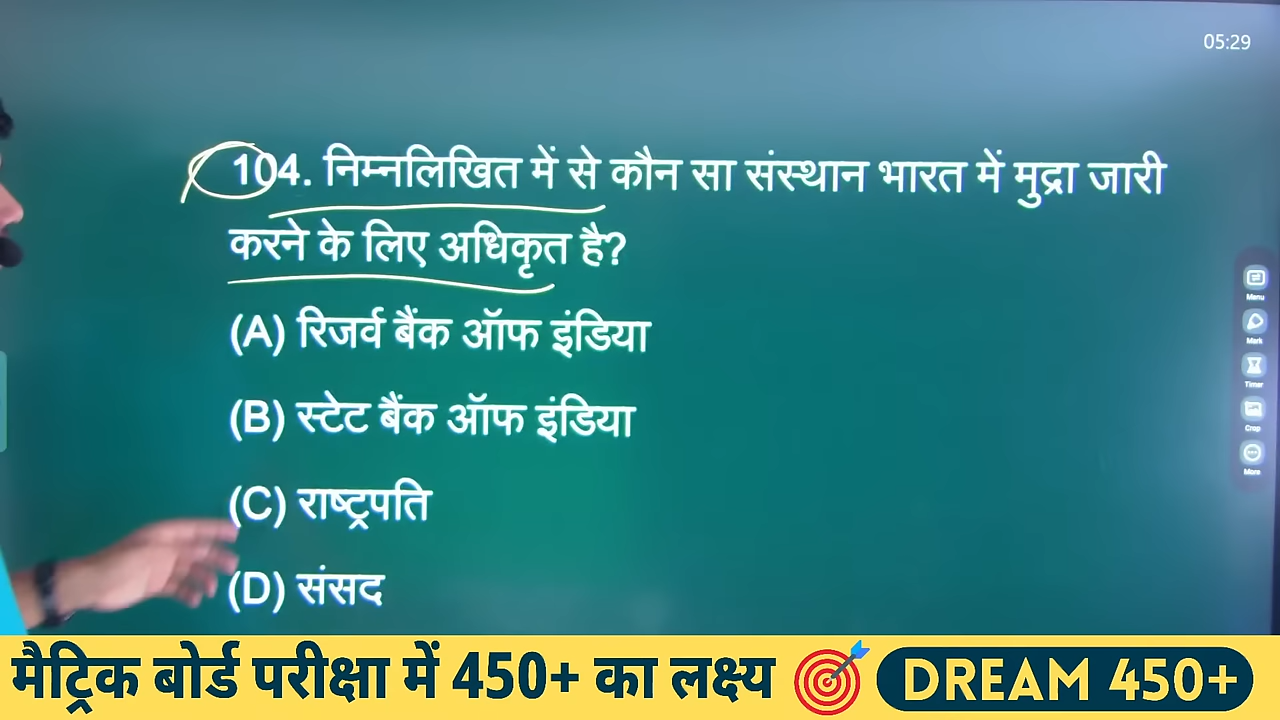 05:29
104. निम्नलिखित में से कौन सा संस्थान भारत में मुद्रा जारी
करने के लिए अधिकृत है?
(A) रिजर्व बैंक ऑफ इंडिया
(B) स्टेट बैंक ऑफ इंडिया
(C) राष्ट्रपति
(D) संसद
Menu
Mark
Timer
Crop
More
मैट्रिक बोर्ड परीक्षा में 450+ का लक्ष्य DREAM 450+